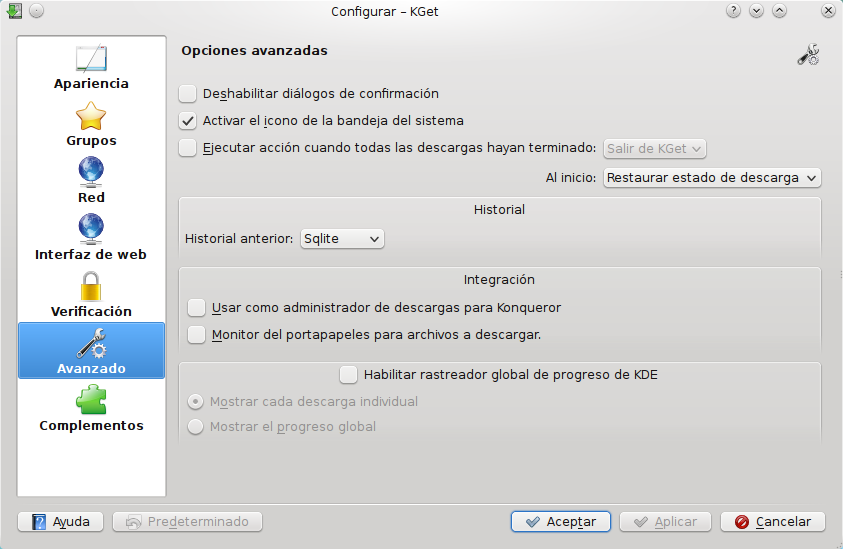 Configurar – KGet
Apariencia
Grupos
Red
Interfaz de web
Verificación
Avanzado
Complementos
Opciones avanzadas
Deshabilitar diálogos de confirmación
Activar el icono de la bandeja del sistema
Ejecutar acción cuando todas las descargas hayan terminado: Salir de KGet
Al inicio: Restaurar estado de descarga
Historial
Historial anterior: Sqlite
Integración
Usar como administrador de descargas para Konqueror
Monitor del portapapeles para archivos a descargar.
Habilitar rastreador global de progreso de KDE
Mostrar cada descarga individual
Mostrar el progreso global
Ayuda Predeterminado Aceptar Aplicar Cancelar